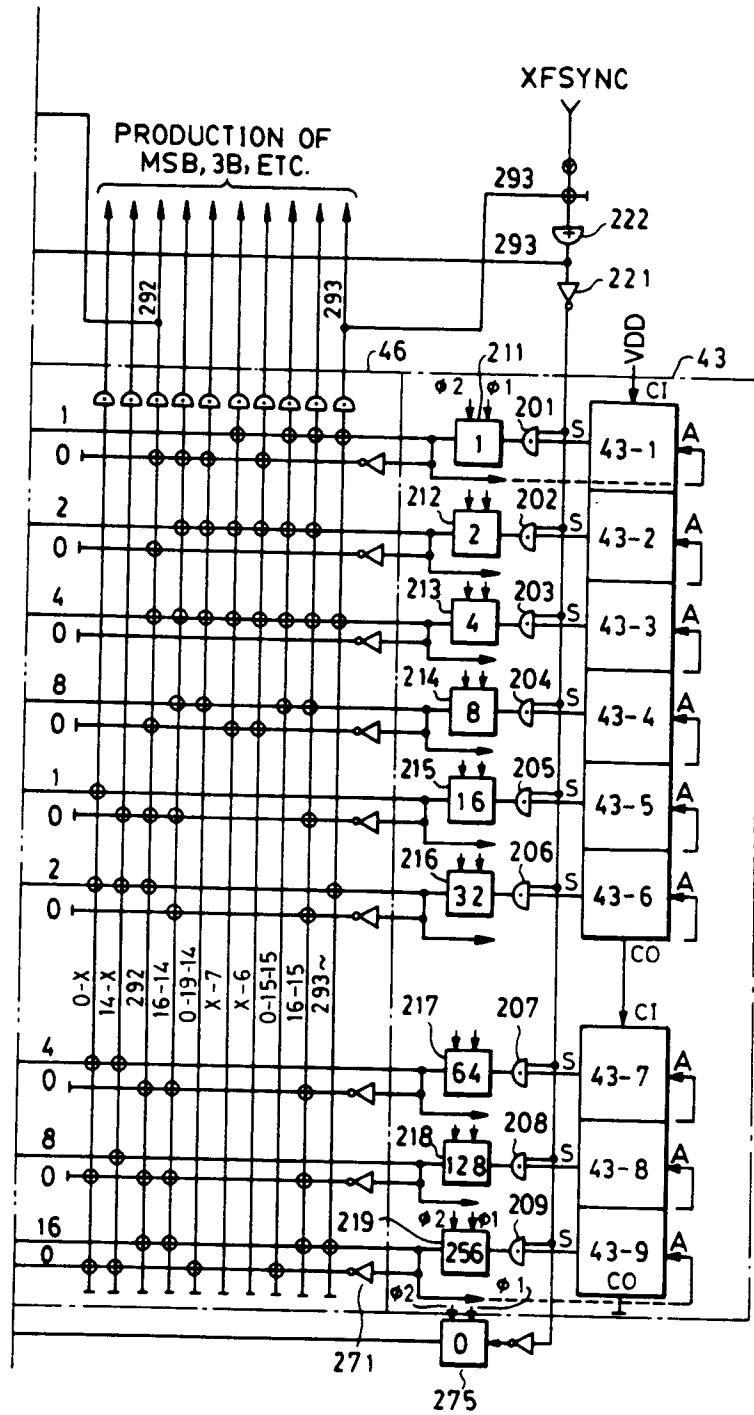 XFSYNC
PRODUCTION OF
MSB, 3B, ETC.
293
222
293
221
292
293
VDD
46
211
43
φ2 φ1
201
CI
1
1
S
43-1
A
0
212
202
2
2
S
43-2
A
0
213
203
4
4
S
43-3
A
0
214
204
8
8
S
43-4
A
0
215
205
1
16
S
43-5
A
0
216
206
2
32
S
43-6
A
0
CO
0-X
14-X
292
16-14
0-19-14
X-7
X-6
0-15-15
16-15
293~
CI
217
207
4
64
S
43-7
A
0
218
208
8
128
S
43-8
A
0
219
φ2 φ1
209
16
256
S
43-9
A
0
CO
φ2
φ1
271
0
275